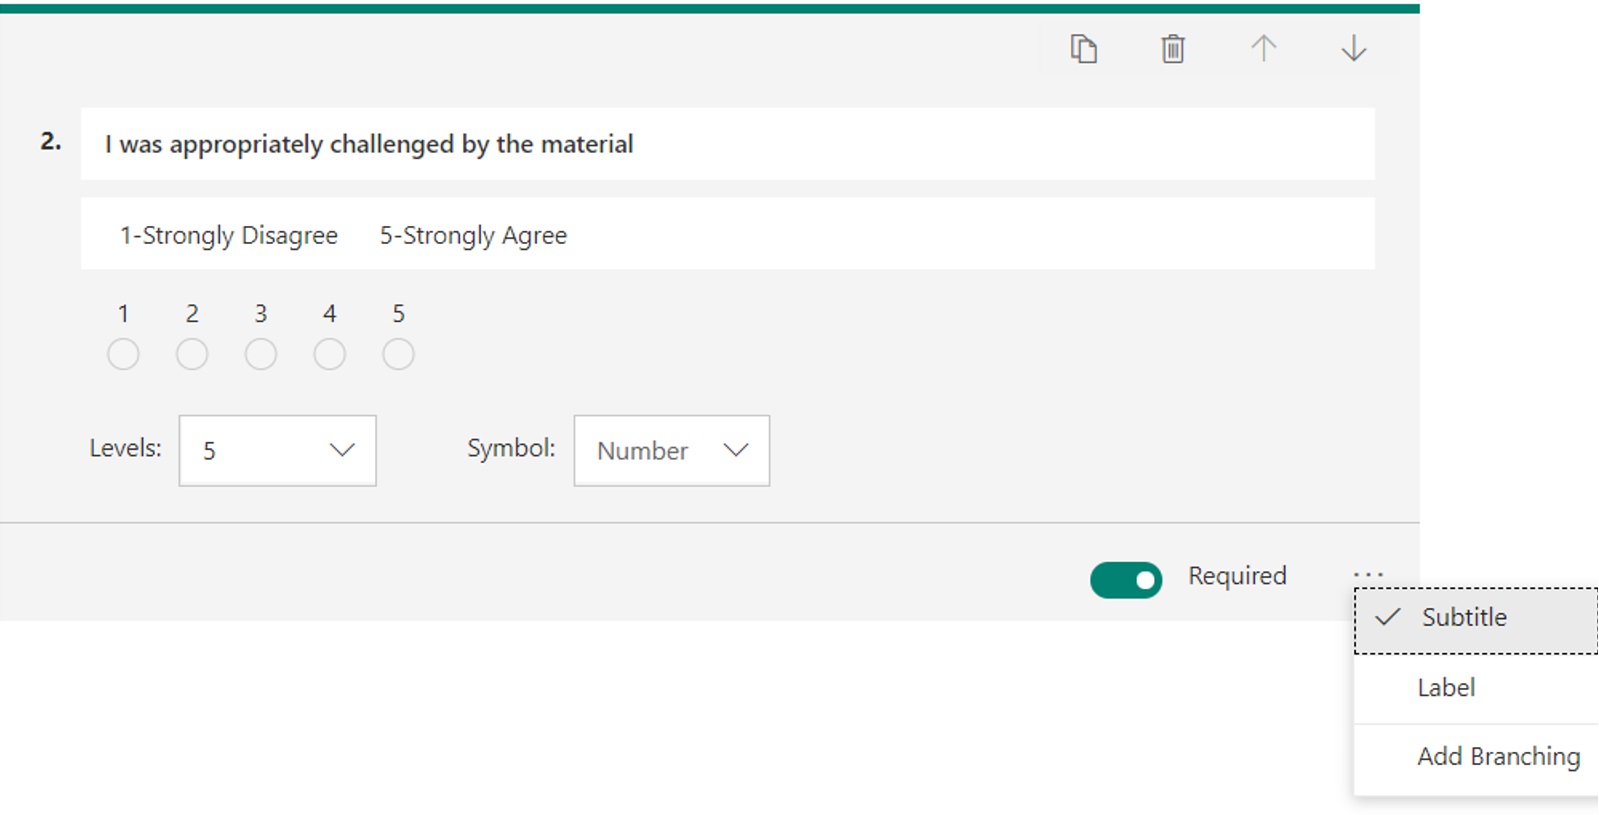 2. I was appropriately challenged by the material
1-Strongly Disagree 5-Strongly Agree
1 2 3 4 5
Levels: 5 Symbol: Number
Required ...
Subtitle
Label
Add Branching